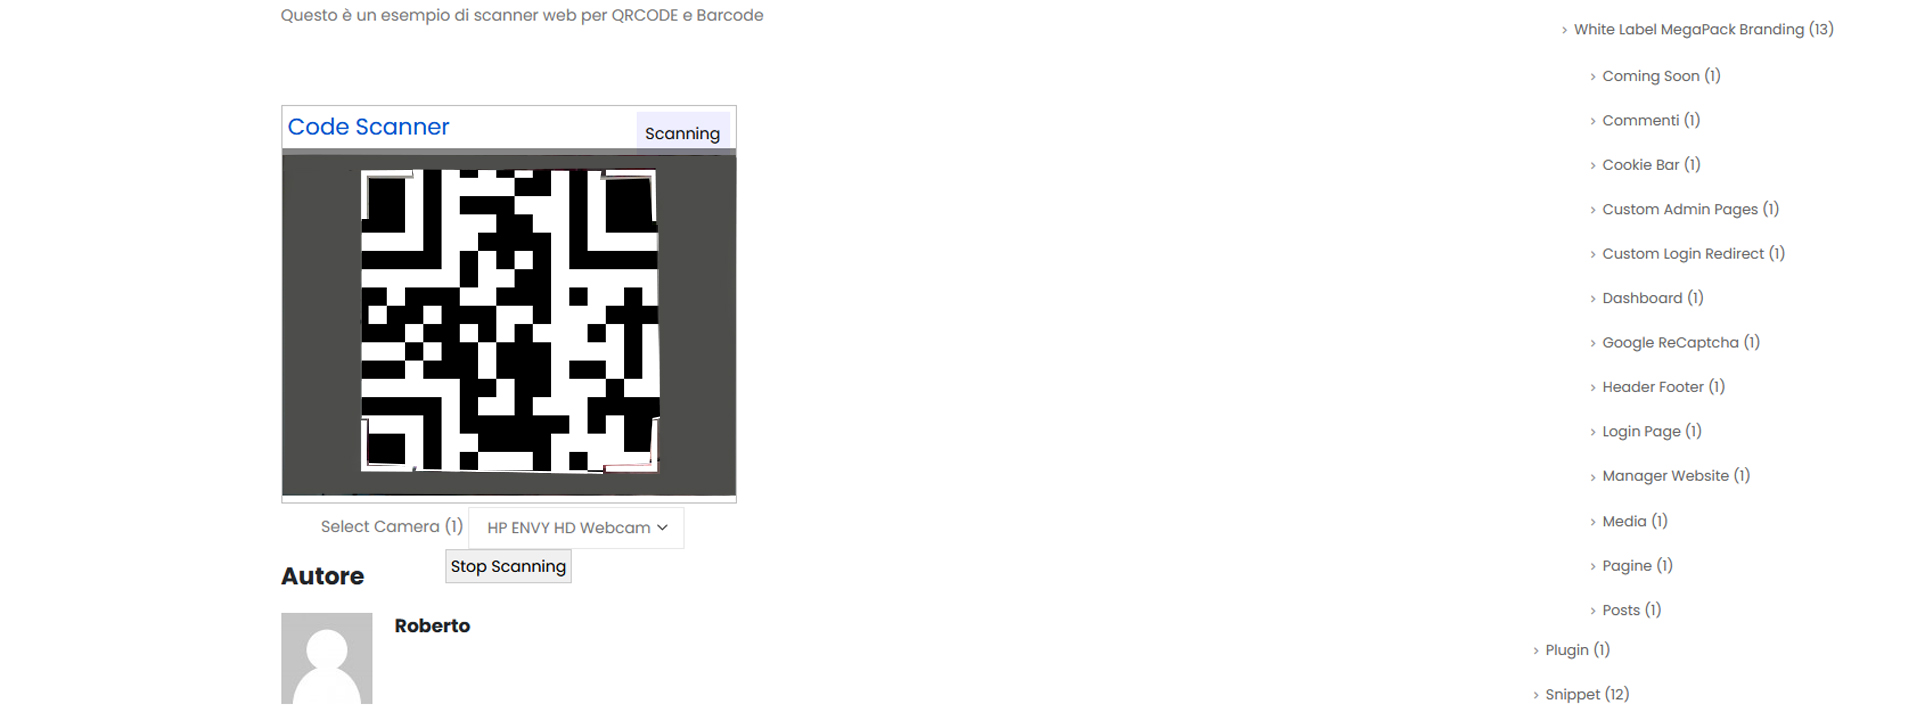 Questo è un esempio di scanner web per QRCODE e Barcode
Code Scanner
Scanning
Select Camera (1)
HP ENVY HD Webcam
Stop Scanning
Autore
Roberto
White Label MegaPack Branding (13)
Coming Soon (1)
Commenti (1)
Cookie Bar (1)
Custom Admin Pages (1)
Custom Login Redirect (1)
Dashboard (1)
Google ReCaptcha (1)
Header Footer (1)
Login Page (1)
Manager Website (1)
Media (1)
Pagine (1)
Posts (1)
Plugin (1)
Snippet (12)